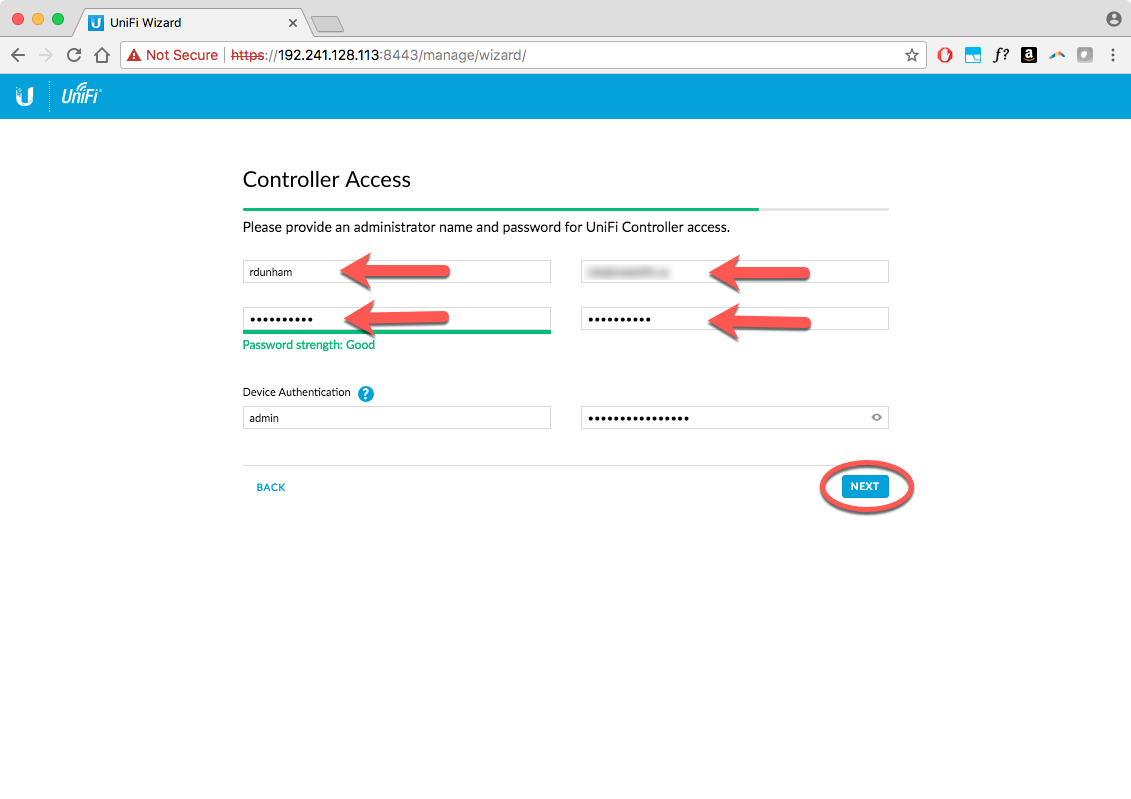 UniFi Wizard
Not Secure https://192.241.128.113:8443/manage/wizard/
f?
a
U UniFi
Controller Access
Please provide an administrator name and password for UniFi Controller access.
rdunham
•••••••••• ••••••••••
Password strength: Good
Device Authentication ?
admin ••••••••••••••••
BACK NEXT